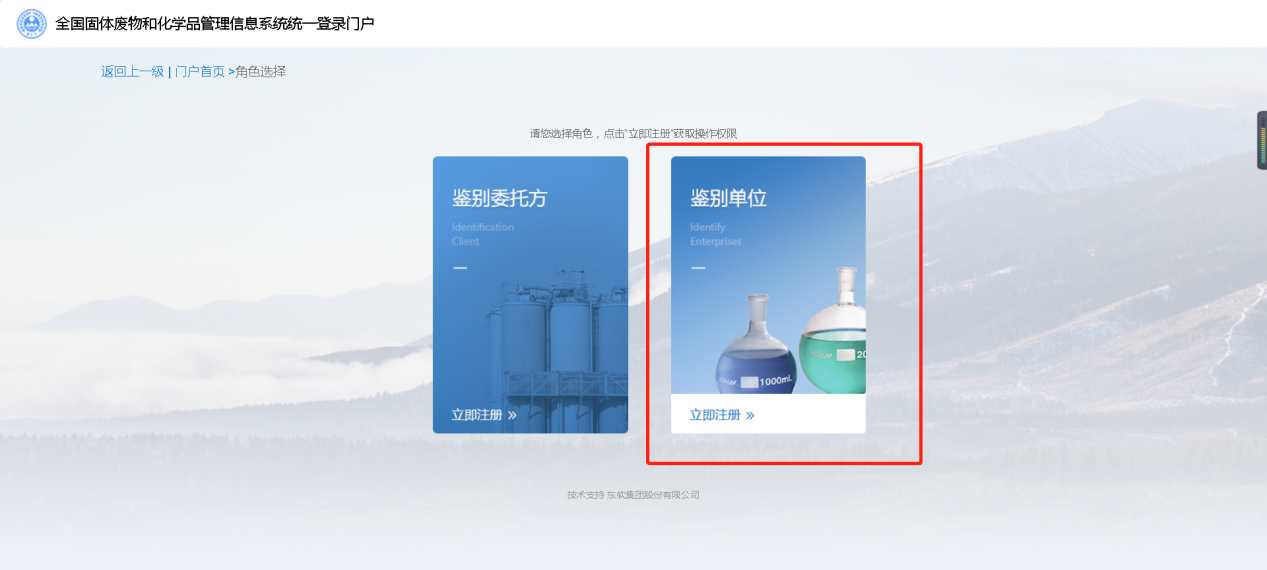 全国固体废物和化学品管理信息系统统一登录门户
返回上一级 | 门户首页 >角色选择
请您选择角色，点击"立即注册"获取操作权限
鉴别委托方
Identification
Client
立即注册 »
鉴别单位
Identify
Enterprises
1000mL
20
立即注册 »
技术支持 东软集团股份有限公司